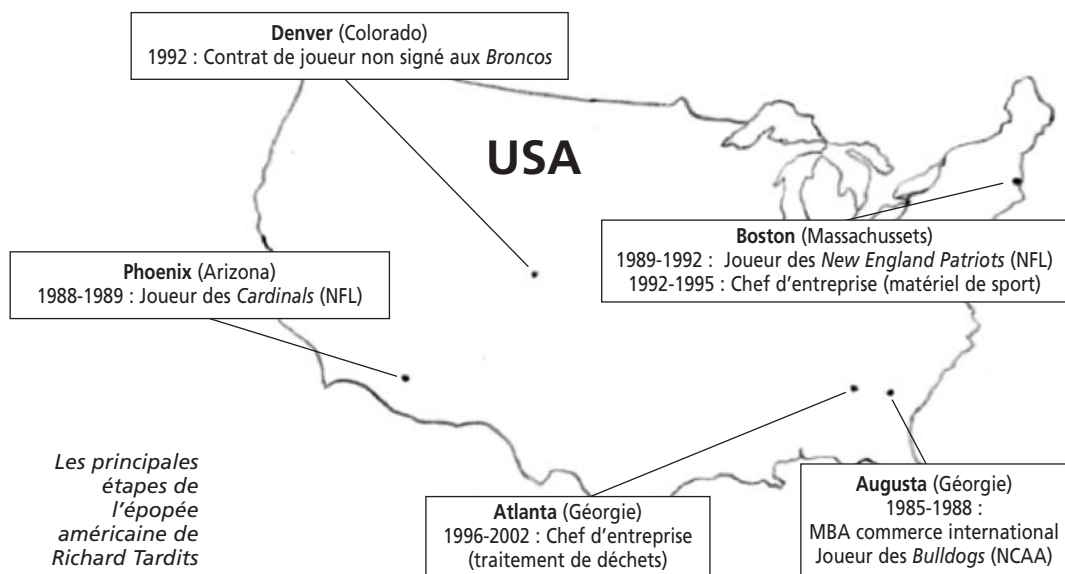 Denver (Colorado)
1992 : Contrat de joueur non signé aux Broncos
USA
Boston (Massachussets)
1989-1992 : Joueur des New England Patriots (NFL)
1992-1995 : Chef d'entreprise (matériel de sport)
Phoenix (Arizona)
1988-1989 : Joueur des Cardinals (NFL)
Les principales
étapes de
l'épopée
américaine de
Richard Tardits
Atlanta (Géorgie)
1996-2002 : Chef d'entreprise
(traitement de déchets)
Augusta (Géorgie)
1985-1988 :
MBA commerce international
Joueur des Bulldogs (NCAA)